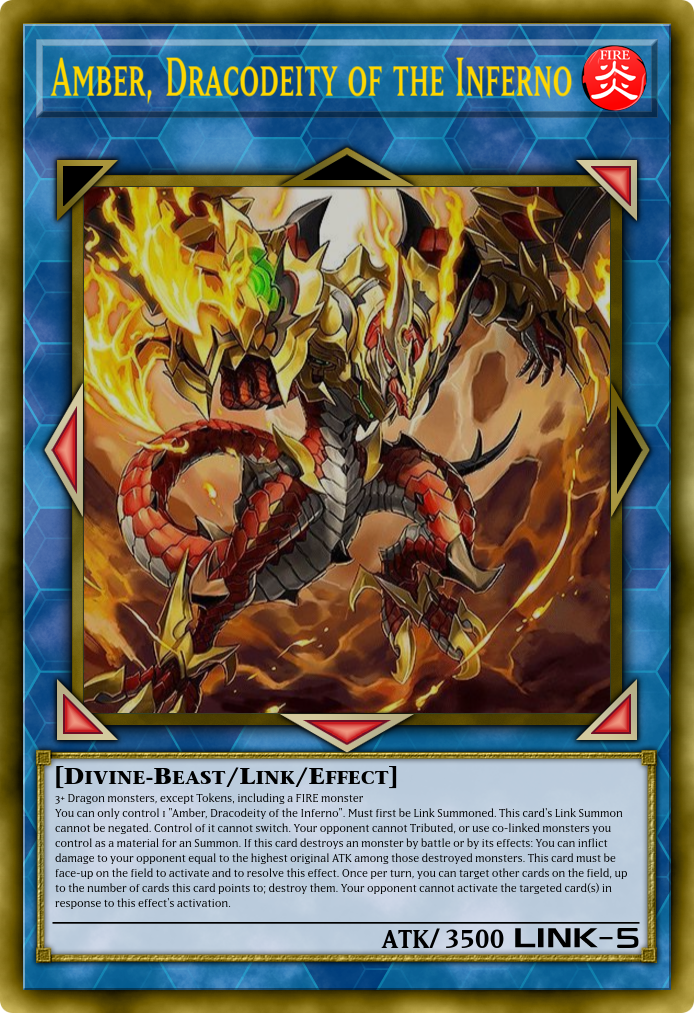 Amber, Dracodeity of the Inferno
FIRE
炎
[Divine-Beast/Link/Effect]
3+ Dragon monsters, except Tokens, including a FIRE monster
You can only control 1 "Amber, Dracodeity of the Inferno". Must first be Link Summoned. This card's Link Summon
cannot be negated. Control of it cannot switch. Your opponent cannot Tributed, or use co-linked monsters you
control as a material for an Summon. If this card destroys an monster by battle or by its effects: You can inflict
damage to your opponent equal to the highest original ATK among those destroyed monsters. This card must be
face-up on the field to activate and to resolve this effect. Once per turn, you can target other cards on the field, up
to the number of cards this card points to; destroy them. Your opponent cannot activate the targeted card(s) in
response to this effect's activation.
ATK/ 3500 LINK-5